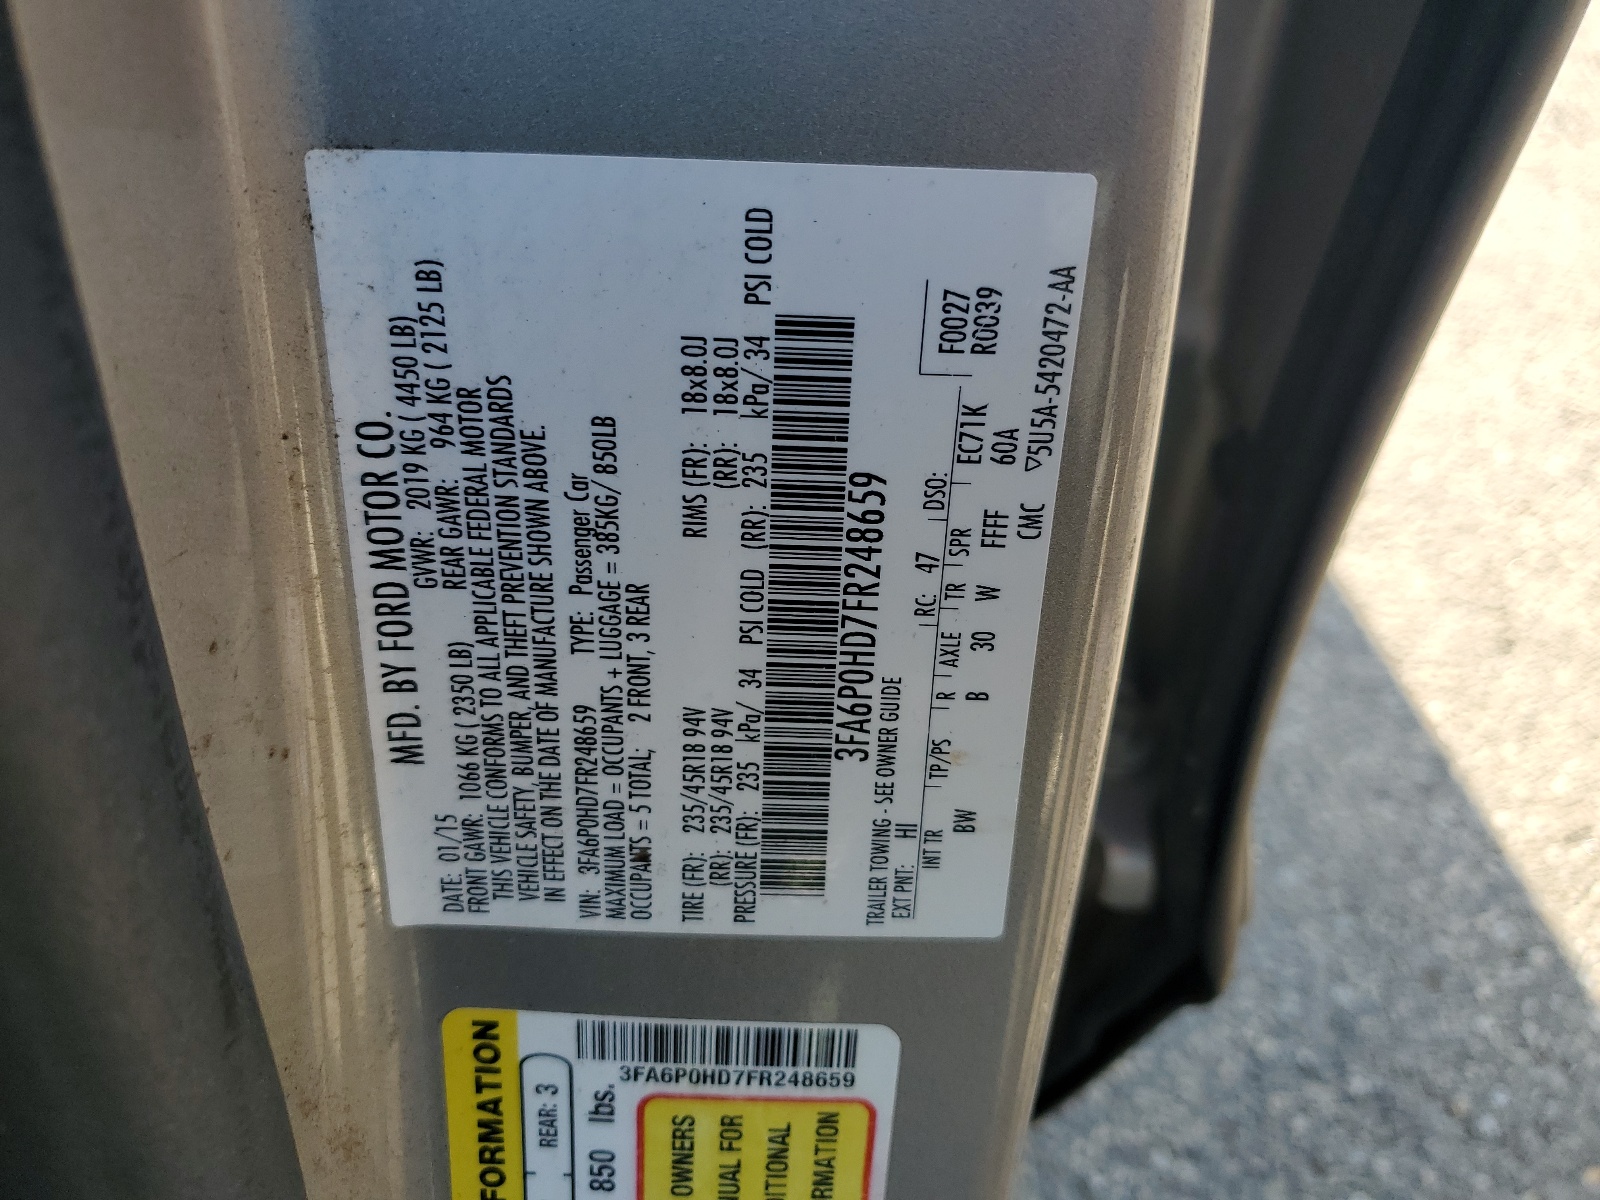 MFD. BY FORD MOTOR CO.
DATE: 01/15 GVWR: 2019 KG ( 4450 LB)
FRONT GAWR: 1066 KG ( 2350 LB) REAR GAWR: 964 KG ( 2125 LB)
THIS VEHICLE CONFORMS TO ALL APPLICABLE FEDERAL MOTOR
VEHICLE SAFETY, BUMPER, AND THEFT PREVENTION STANDARDS
IN EFFECT ON THE DATE OF MANUFACTURE SHOWN ABOVE.
VIN: 3FA6P0HD7FR248659 TYPE: Passenger Car
MAXIMUM LOAD = OCCUPANTS + LUGGAGE = 385KG/ 850LB
OCCUPANTS = 5 TOTAL; 2 FRONT, 3 REAR
TIRE (FR): 235/45R18 94V RIMS (FR): 18x8.0J
(RR): 235/45R18 94V (RR): 18x8.0J
PRESSURE (FR): 235 kPa/ 34 PSI COLD (RR): 235 kPa/ 34 PSI COLD
3FA6P0HD7FR248659
TRAILER TOWING - SEE OWNER GUIDE
EXT PNT: HI RC: 47 DSO:
INT TR TP/PS R AXLE TR SPR
BW B 30 W FFFF EC71K 60A
F0027
R0039
CMC ▽5U5A-5420472-AA
FORMATION
REAR: 3
850 lbs.
3FA6P0HD7FR248659
OWNERS
UAL FOR
DITIONAL
RMATION